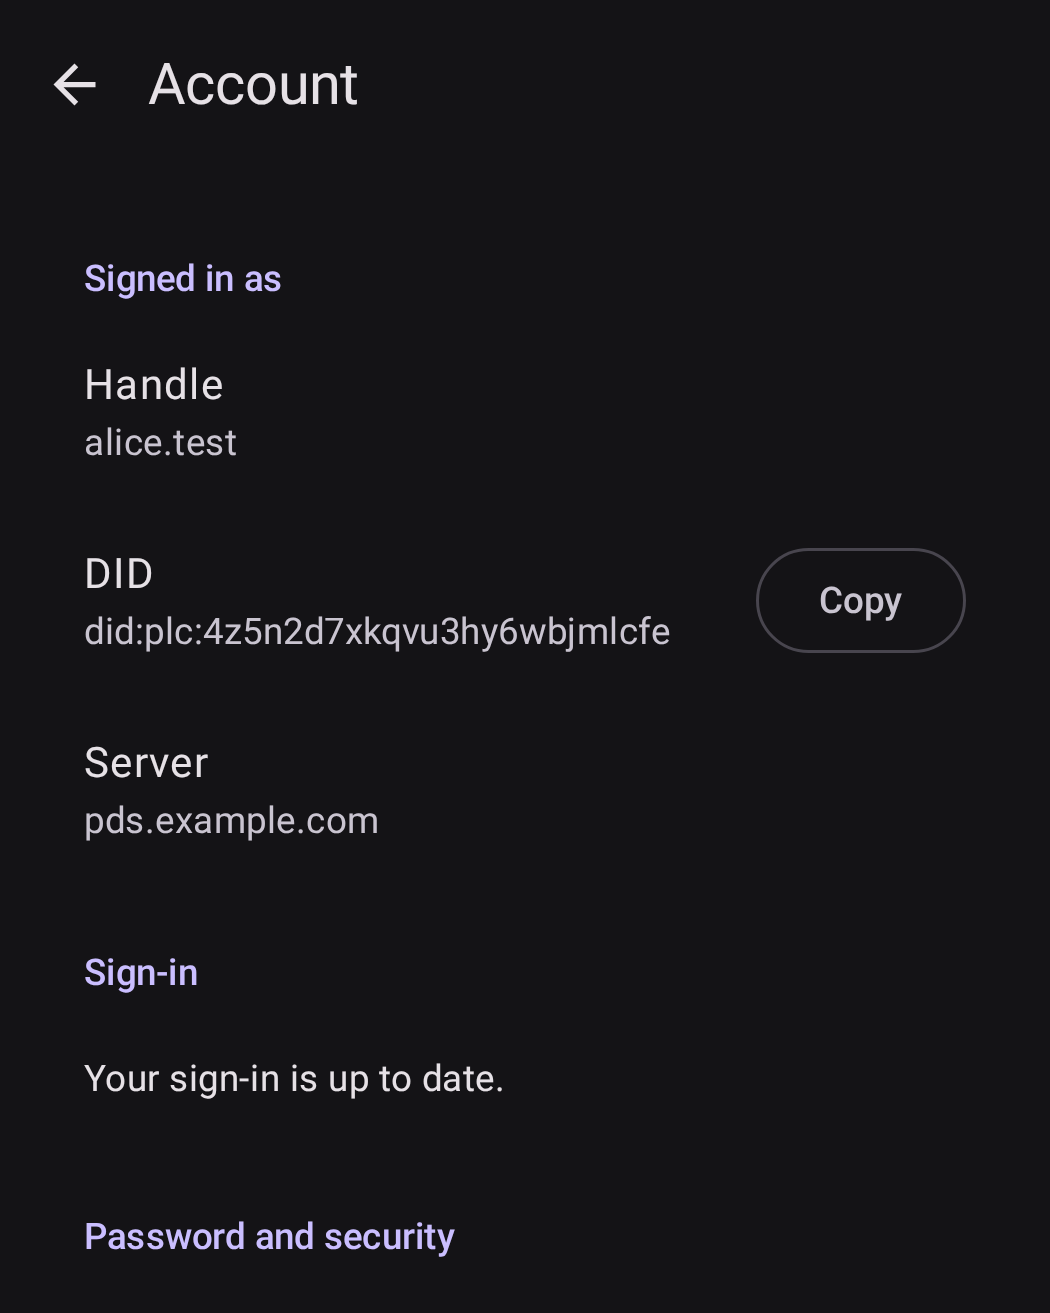 Account
Signed in as
Handle
alice.test
DID
did:plc:4z5n2d7xkqvu3hy6wbjmlcfe
Copy
Server
pds.example.com
Sign-in
Your sign-in is up to date.
Password and security